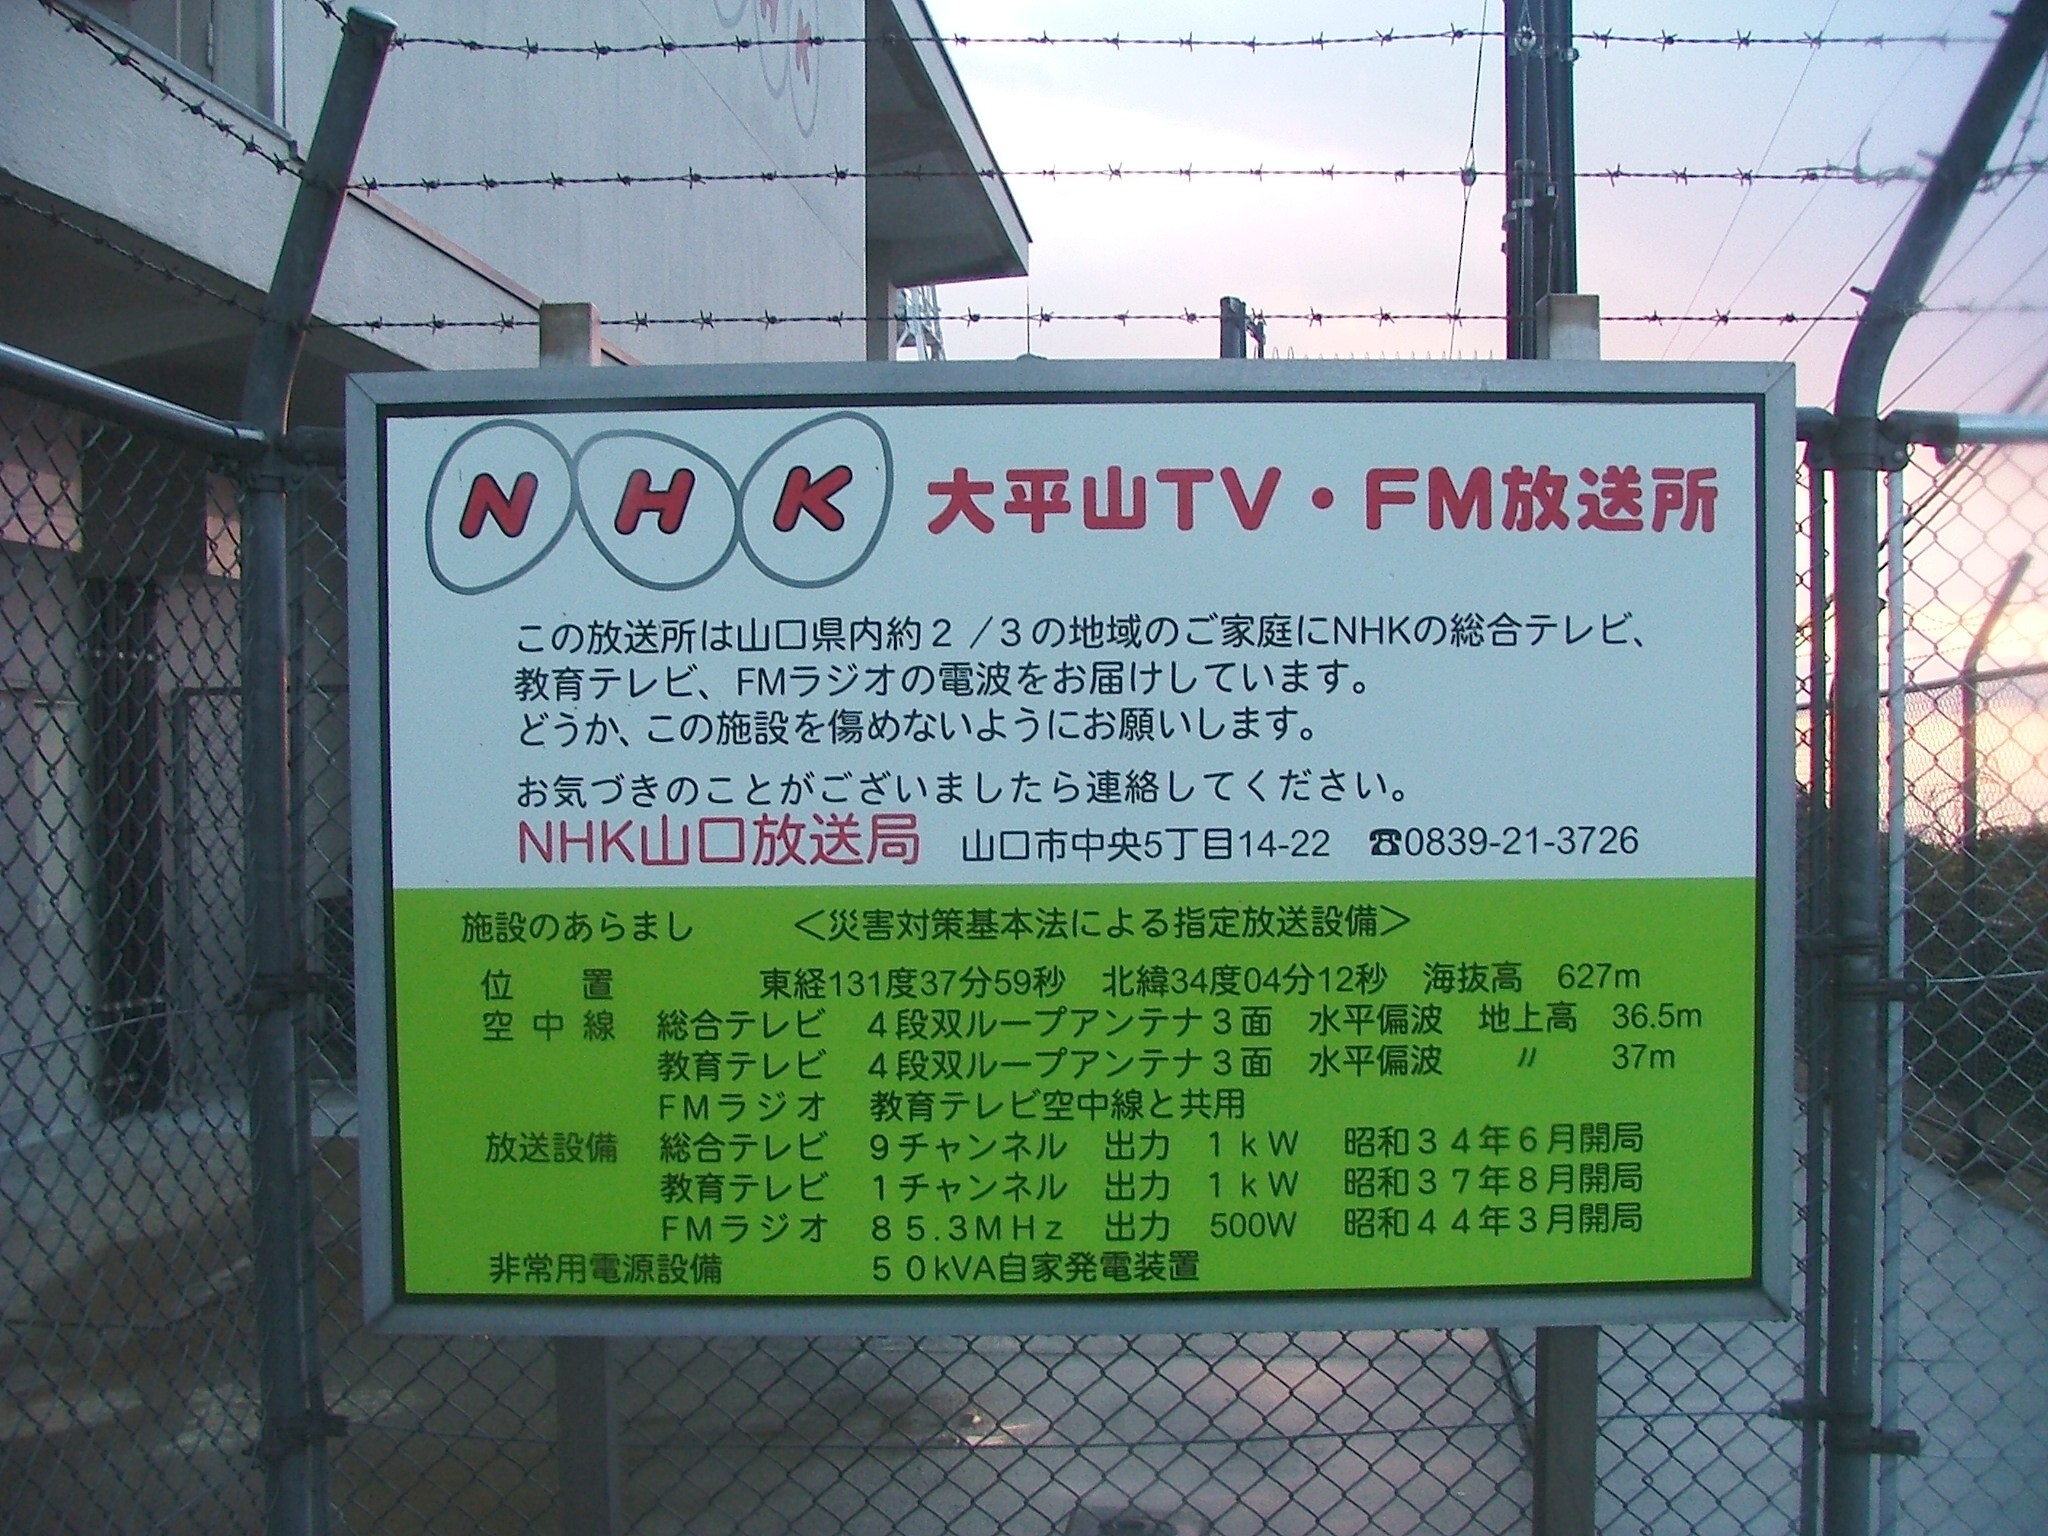 NHK
NHK 大平山TV・FM放送所
この放送所は山口県内約２/３の地域のご家庭にNHKの総合テレビ、
教育テレビ、FMラジオの電波をお届けしています。
どうか、この施設を傷めないようにお願いします。
お気づきのことがございましたら連絡してください。
NHK山口放送局 山口市中央5丁目14-22 ☎0839-21-3726
施設のあらまし ＜災害対策基本法による指定放送設備＞
位置 東経131度37分59秒 北緯34度04分12秒 海抜高 627m
空中線 総合テレビ ４段双ループアンテナ３面 水平偏波 地上高 36.5m
教育テレビ ４段双ループアンテナ３面 水平偏波 〃 37m
ＦＭラジオ 教育テレビ空中線と共用
放送設備 総合テレビ ９チャンネル 出力 １ｋＷ 昭和３４年６月開局
教育テレビ １チャンネル 出力 １ｋＷ 昭和３７年８月開局
ＦＭラジオ ８５.３ＭＨｚ 出力 500W 昭和４４年３月開局
非常用電源設備 ５０kVA自家発電装置